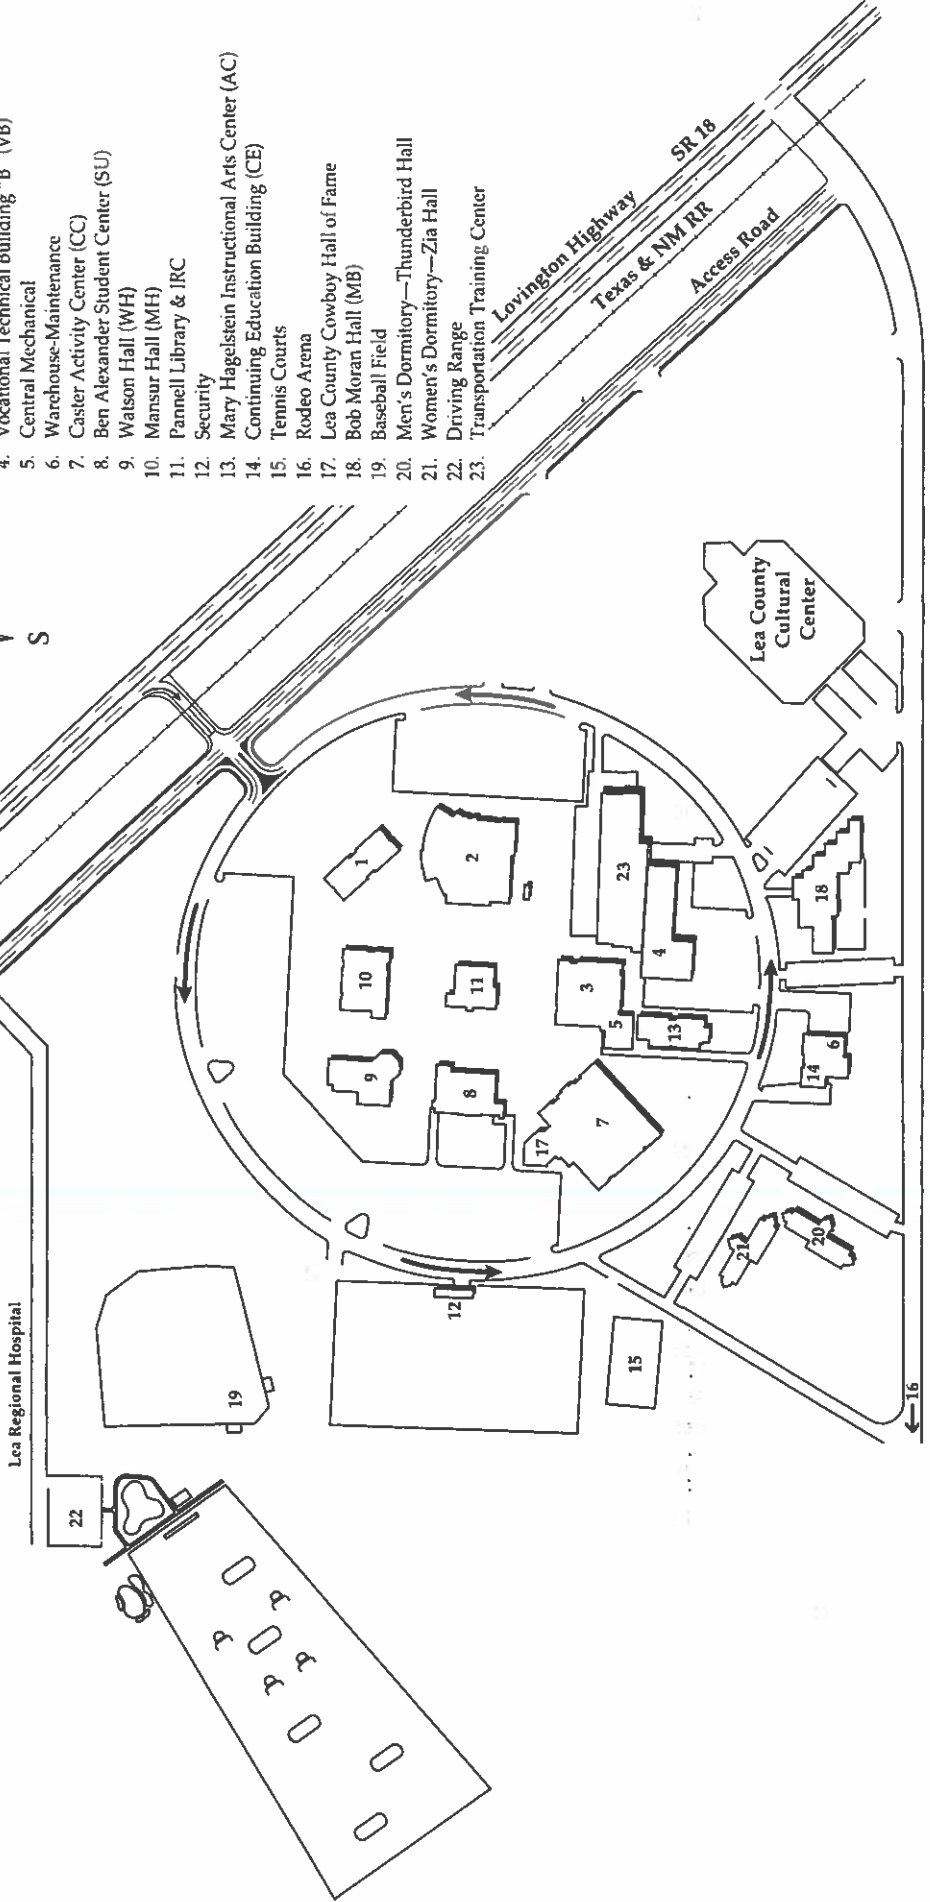 4. Vocational Technical Building "B" (VB)
5. Central Mechanical
6. Warehouse-Maintenance
7. Caster Activity Center (CC)
8. Ben Alexander Student Center (SU)
9. Watson Hall (WH)
10. Mansur Hall (MH)
11. Pannell Library & IRC
12. Security
13. Mary Hagelstein Instructional Arts Center (AC)
14. Continuing Education Building (CE)
15. Tennis Courts
16. Rodeo Arena
17. Lea County Cowboy Hall of Fame
18. Bob Moran Hall (MB)
19. Baseball Field
20. Men's Dormitory—Thunderbird Hall
21. Women's Dormitory—Zia Hall
22. Driving Range
23. Transportation Training Center
S
Lovington Highway
SR 18
Texas & NM RR
Access Road
Lea Regional Hospital
Lea County
Cultural
Center
22
19
12
15
16
9
10
1
8
11
2
17
7
3
5
13
4
23
14
6
18
21
20